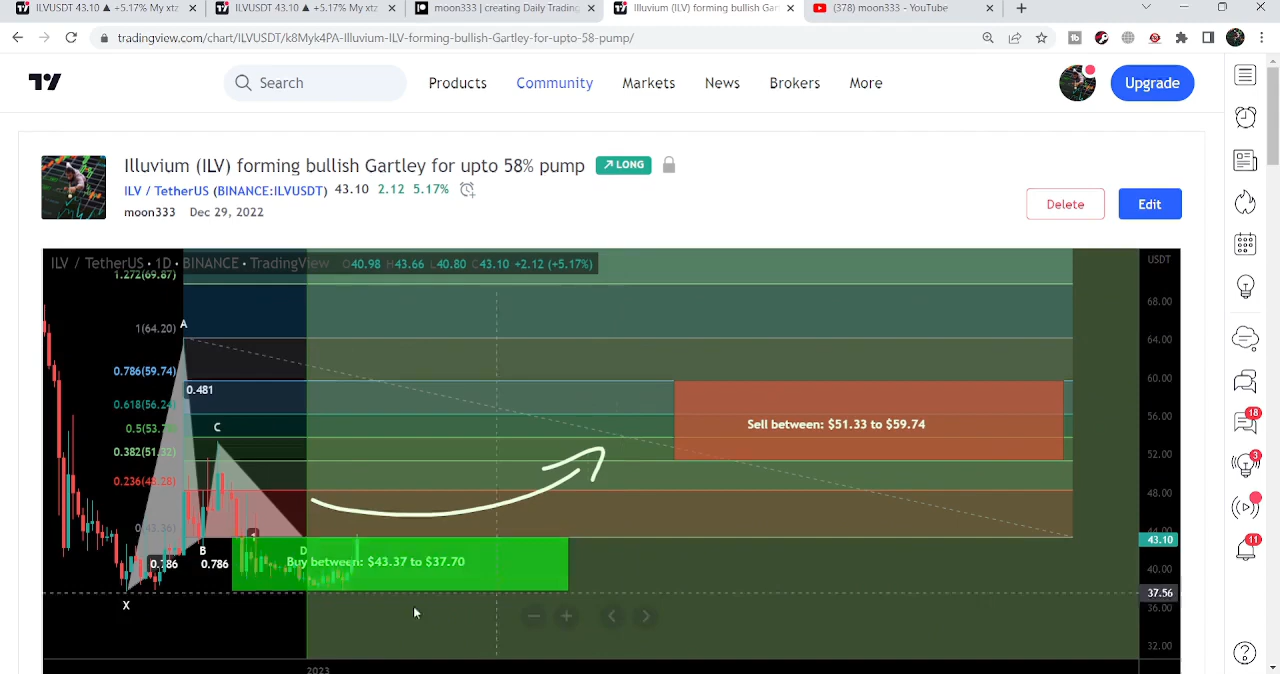 ILVUSDT 43.10 ▲ +5.17% My xtz
ILVUSDT 43.10 ▲ +5.17% My xtz
moon333 | creating Daily Trading
Illuvium (ILV) forming bullish Gar
(378) moon333 - YouTube
tradingview.com/chart/ILVUSDT/k8Myk4PA-Illuvium-ILV-forming-bullish-Gartley-for-upto-58-pump/
Search
Products
Community
Markets
News
Brokers
More
Upgrade
Illuvium (ILV) forming bullish Gartley for upto 58% pump
LONG
ILV / TetherUS (BINANCE:ILVUSDT) 43.10 2.12 5.17%
moon333 Dec 29, 2022
Delete
Edit
ILV / TetherUS · 1D · BINANCE · TradingView O40.98 H43.66 L40.80 C43.10 +2.12 (+5.17%)
USDT
1.272(69.87)
68.00
1(64.20)
A
64.00
0.786(59.74)
60.00
0.481
0.618(56.24)
56.00
C
0.5(53.7
Sell between: $51.33 to $59.74
0.382(51.32)
52.00
0.236(48.28)
48.00
44.00
43.10
B
D
0.786
0.786
Buy between: $43.37 to $37.70
40.00
37.56
X
36.00
32.00
2023
18
3
11